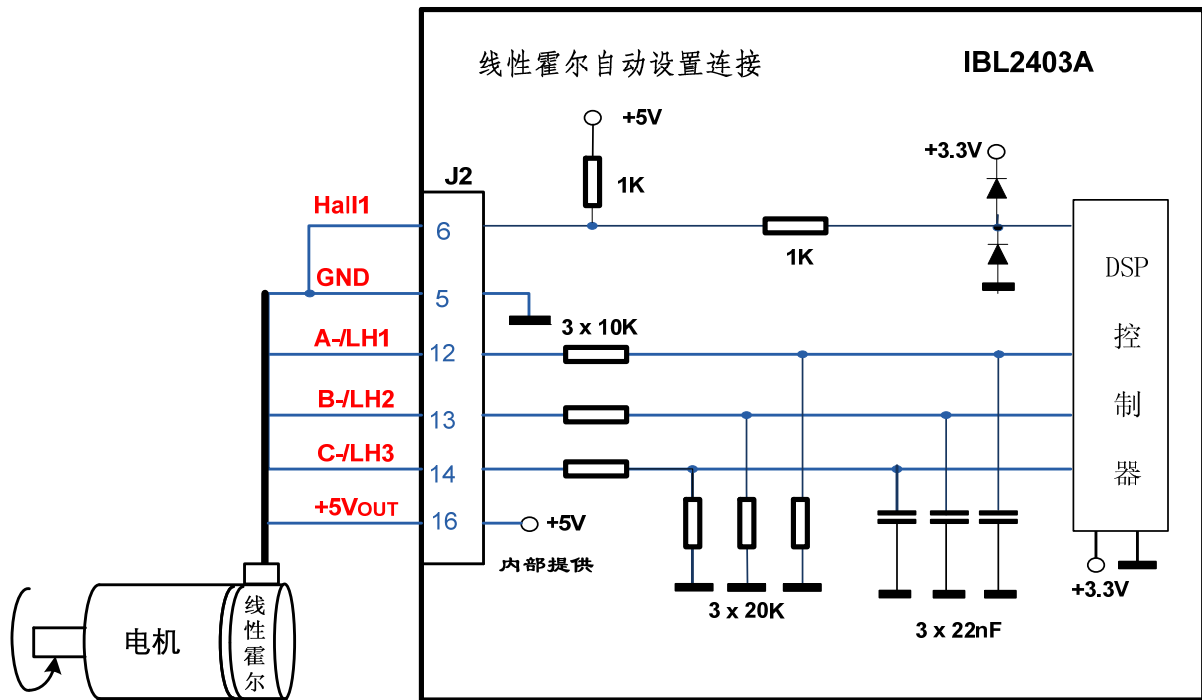 线性霍尔自动设置连接
IBL2403A
+5V
+3.3V
J2
1K
Hall1
6
1K
GND
5
DSP
控
制
器
3 x 10K
A-/LH1
12
B-/LH2
13
C-/LH3
14
+5VOUT
16
+5V
内部提供
+3.3V
3 x 20K
3 x 22nF
电机
线
性
霍
尔